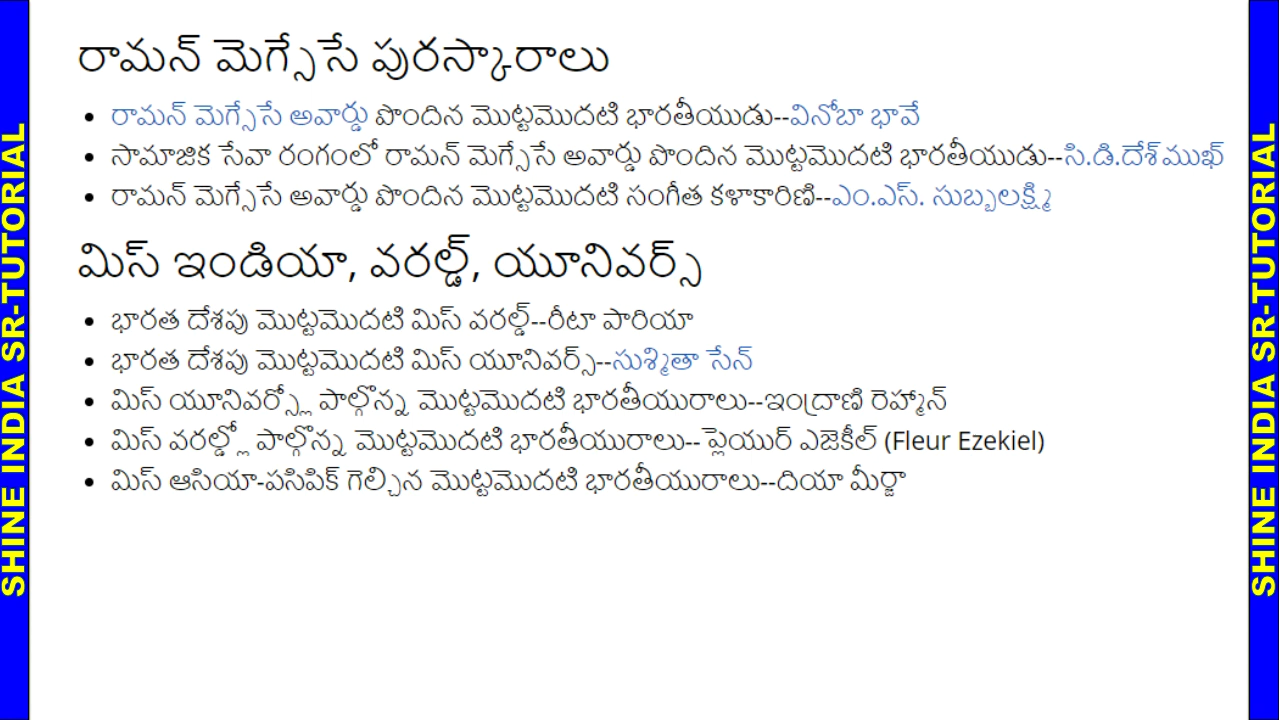 రామన్ మెగ్సేసే పురస్కారాలు
రామన్ మెగ్సేసే అవార్డు పొందిన మొట్టమొదటి భారతీయుడు--వినోబా భావే
సామాజిక సేవా రంగంలో రామన్ మెగ్సేసే అవార్డు పొందిన మొట్టమొదటి భారతీయుడు--సి.డి.దేశ్‌ముఖ్
రామన్ మెగ్సేసే అవార్డు పొందిన మొట్టమొదటి సంగీత కళాకారిణి--ఎం.ఎస్. సుబ్బలక్ష్మి
మిస్ ఇండియా, వరల్డ్, యూనివర్స్
భారత దేశపు మొట్టమొదటి మిస్ వరల్డ్--రీటా పారియా
భారత దేశపు మొట్టమొదటి మిస్ యూనివర్స్--సుశ్మితా సేన్
మిస్ యూనివర్స్లో పాల్గొన్న మొట్టమొదటి భారతీయురాలు--ఇంద్రాణి రెహ్మాన్
మిస్ వరల్డ్లో పాల్గొన్న మొట్టమొదటి భారతీయురాలు--ఫ్లెయుర్ ఎజెకీల్ (Fleur Ezekiel)
మిస్ ఆసియా-పసిపిక్ గెల్చిన మొట్టమొదటి భారతీయురాలు--దియా మీర్జా
SHINE INDIA SR-TUTORIAL
SHINE INDIA SR-TUTORIAL